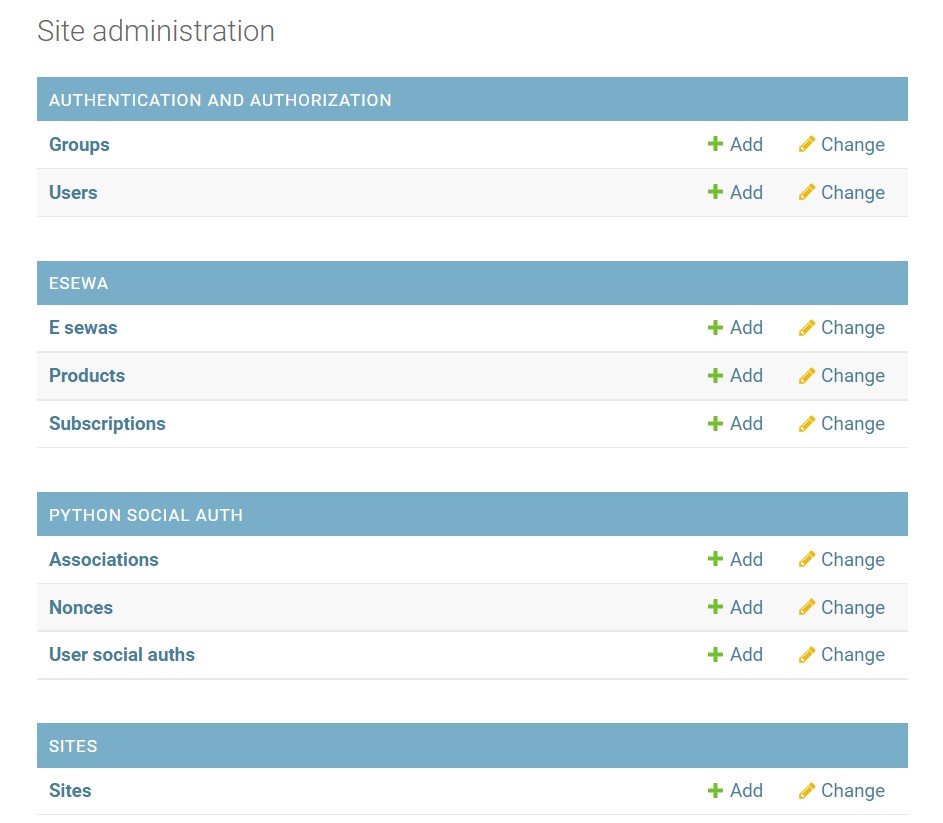 Site administration
AUTHENTICATION AND AUTHORIZATION
Groups Add Change
Users Add Change
ESEWA
E sewas Add Change
Products Add Change
Subscriptions Add Change
PYTHON SOCIAL AUTH
Associations Add Change
Nonces Add Change
User social auths Add Change
SITES
Sites Add Change